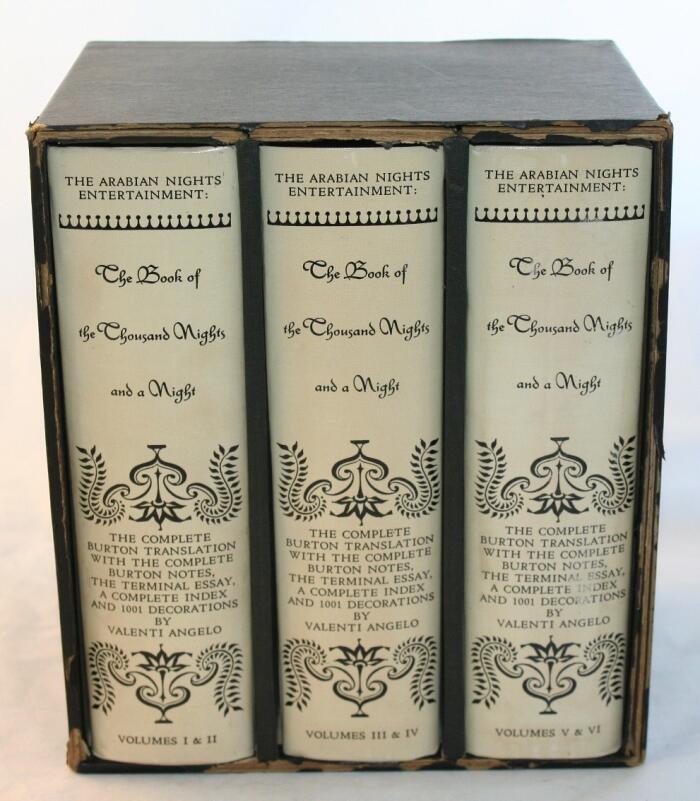 THE ARABIAN NIGHTS
ENTERTAINMENT:
The Book of
the Thousand Nights
and a Night
THE COMPLETE
BURTON TRANSLATION
WITH THE COMPLETE
BURTON NOTES,
THE TERMINAL ESSAY,
A COMPLETE INDEX
AND 1001 DECORATIONS
BY
VALENTI ANGELO
VOLUMES I & II
THE ARABIAN NIGHTS
ENTERTAINMENT:
The Book of
the Thousand Nights
and a Night
THE COMPLETE
BURTON TRANSLATION
WITH THE COMPLETE
BURTON NOTES,
THE TERMINAL ESSAY,
A COMPLETE INDEX
AND 1001 DECORATIONS
BY
VALENTI ANGELO
VOLUMES III & IV
THE ARABIAN NIGHTS
ENTERTAINMENT:
The Book of
the Thousand Nights
and a Night
THE COMPLETE
BURTON TRANSLATION
WITH THE COMPLETE
BURTON NOTES,
THE TERMINAL ESSAY,
A COMPLETE INDEX
AND 1001 DECORATIONS
BY
VALENTI ANGELO
VOLUMES V & VI